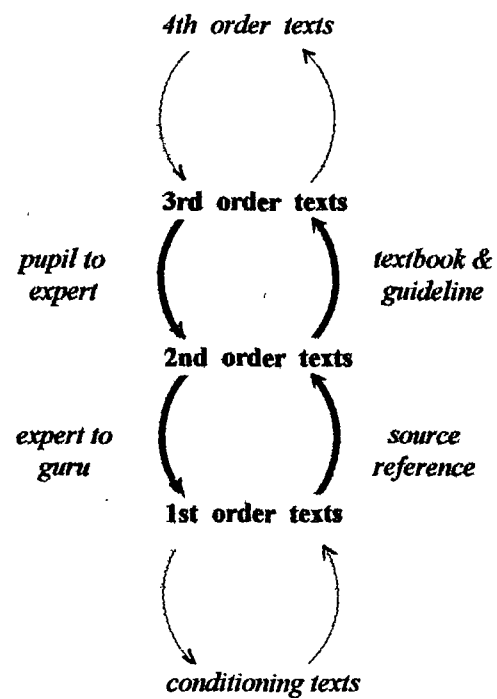 4th order texts
3rd order texts
pupil to
expert
textbook &
guideline
2nd order texts
expert to
guru
source
reference
1st order texts
conditioning texts